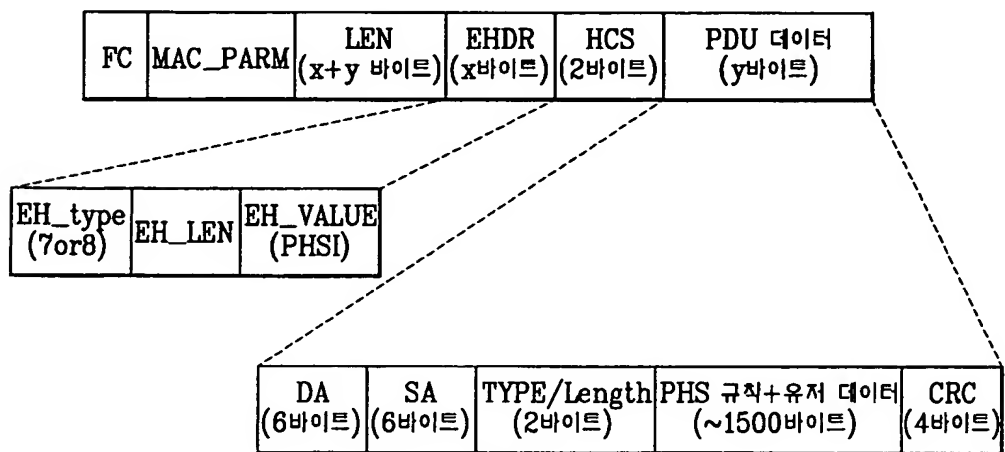 FC
MAC_PARM
LEN
(x+y 바이트)
EHDR
(x바이트)
HCS
(2바이트)
PDU 데이터
(y바이트)
EH_type
(7or8)
EH_LEN
EH_VALUE
(PHSI)
DA
(6바이트)
SA
(6바이트)
TYPE/Length
(2바이트)
PHS 규칙+유저 데이터
(~1500바이트)
CRC
(4바이트)